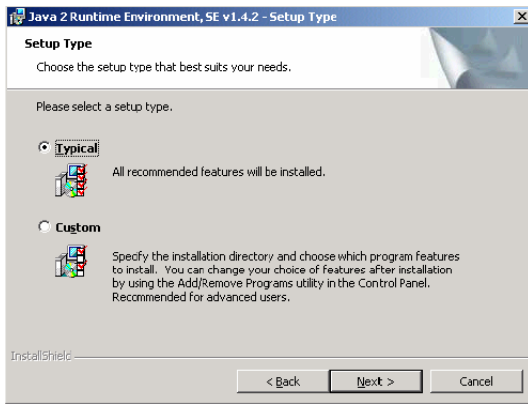 Java 2 Runtime Environment, SE v1.4.2 - Setup Type
Setup Type
Choose the setup type that best suits your needs.
Please select a setup type.
Typical
All recommended features will be installed.
Custom
Specify the installation directory and choose which program features
to install. You can change your choice of features after installation
by using the Add/Remove Programs utility in the Control Panel.
Recommended for advanced users.
InstallShield
< Back
Next >
Cancel